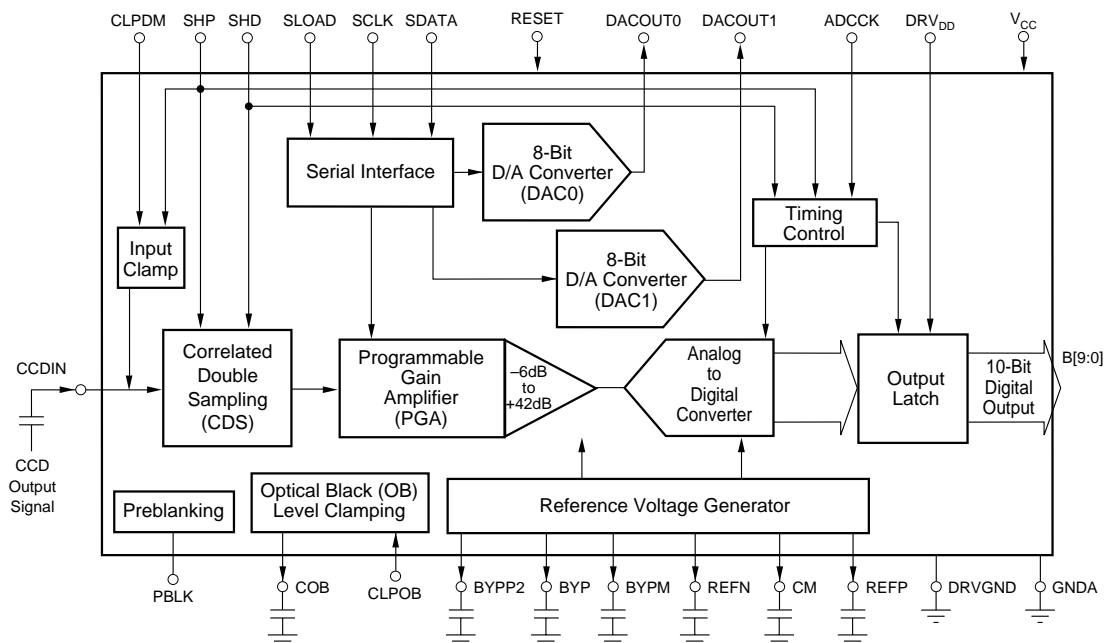 CLPDM SHP SHD SLOAD SCLK SDATA RESET DACOUT0 DACOUT1 ADCCK DRVDD VCC
Serial Interface
8-Bit
D/A Converter
(DAC0)
Timing
Control
Input
Clamp
8-Bit
D/A Converter
(DAC1)
CCDIN
Correlated
Double
Sampling
(CDS)
Programmable
Gain
Amplifier
(PGA)
–6dB
to
+42dB
Analog
to
Digital
Converter
Output
Latch
10-Bit
Digital
Output
B[9:0]
CCD
Output
Signal
Preblanking
Optical Black (OB)
Level Clamping
Reference Voltage Generator
PBLK COB CLPOB BYPP2 BYP BYPM REFN CM REFP DRVGND GNDA